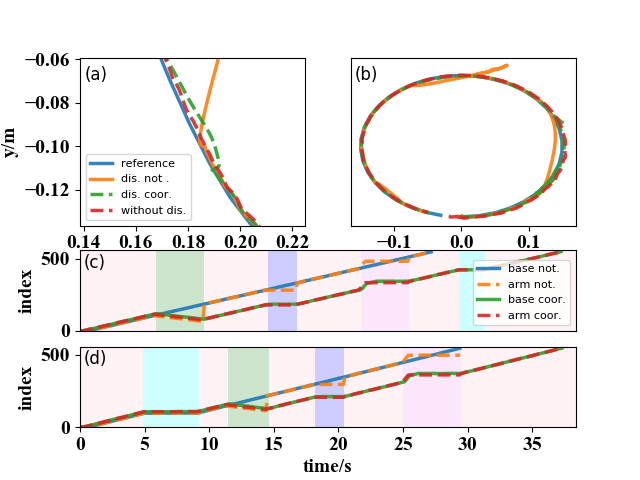 −0.06
−0.08
−0.10
−0.12
y/m
(a)
reference
dis. not .
dis. coor.
without dis.
0.14 0.16 0.18 0.20 0.22
(b)
−0.1 0.0 0.1
500
0
index
(c)
base not.
arm not.
base coor.
arm coor.
500
0
index
(d)
0 5 10 15 20 25 30 35
time/s